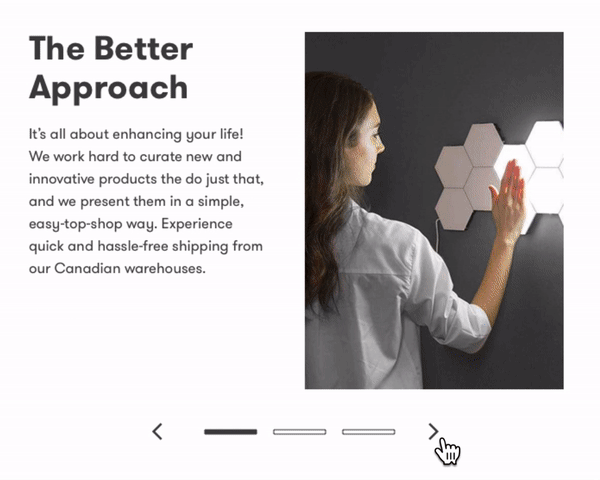 The Better
Approach
It's all about enhancing your life!
We work hard to curate new and
innovative products the do just that,
and we present them in a simple,
easy-top-shop way. Experience
quick and hassle-free shipping from
our Canadian warehouses.